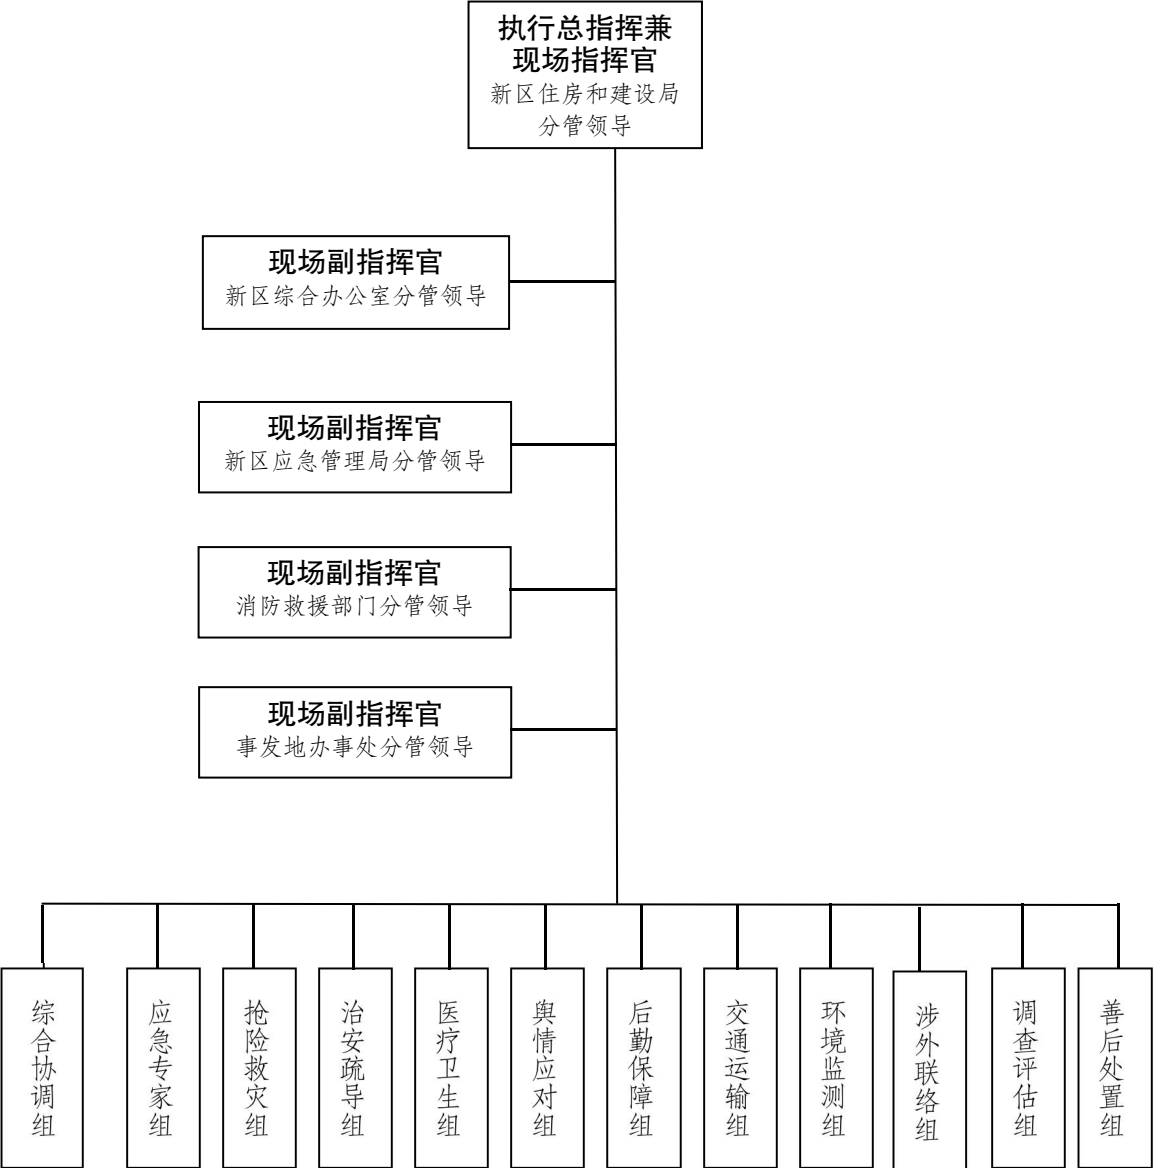 执行总指挥兼
现场指挥官
新区住房和建设局
分管领导
现场副指挥官
新区综合办公室分管领导
现场副指挥官
新区应急管理局分管领导
现场副指挥官
消防救援部门分管领导
现场副指挥官
事发地办事处分管领导
综合协调组
应急专家组
抢险救灾组
治安疏导组
医疗卫生组
舆情应对组
后勤保障组
交通运输组
环境监测组
涉外联络组
调查评估组
善后处置组